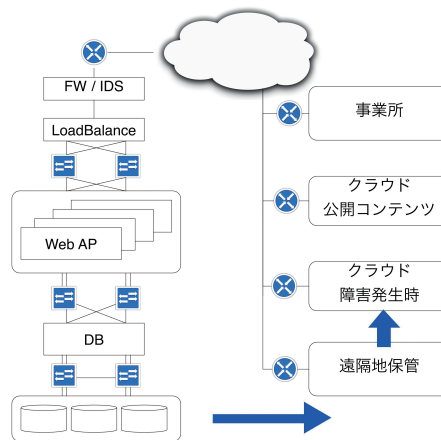 FW / IDS
LoadBalance
Web AP
DB
事業所
クラウド
公開コンテンツ
クラウド
障害発生時
遠隔地保管